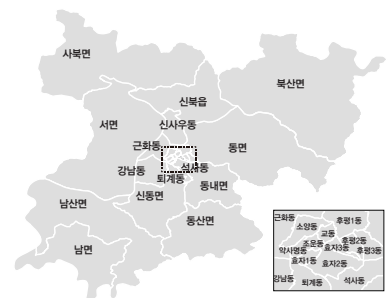 사북면
북산면
신북읍
서면
신사우동
근화동
동면
석사동
강남동
퇴계동
동내면
신동면
남산면
동산면
남면
근화동
후평1동
소양동
교동
조운동
후평2동
약사명동
효자3동
후평3동
효자1동
효자2동
강남동
퇴계동
석사동